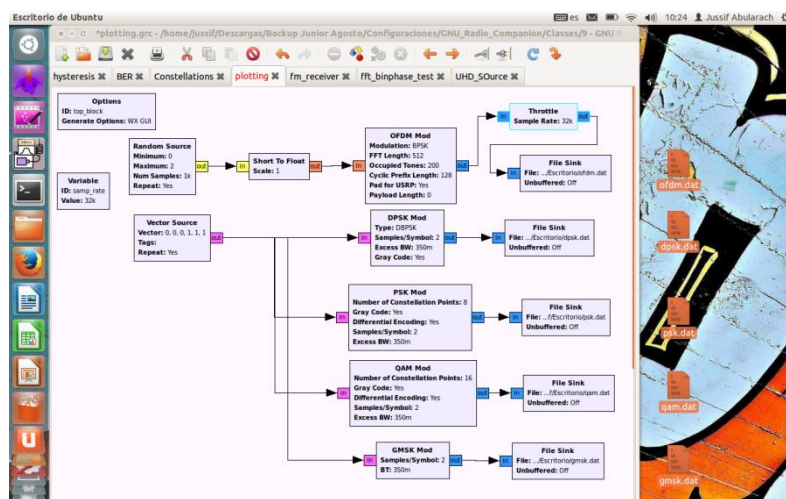 Escritorio de Ubuntu
es
10:24
Jussif Abularach
*plotting.grc - /home/jussif/Descargas/Backup Junior Agosto/Configuraciones/GNU_Radio_Companion/Classes/9 - GNU R
hysteresis
BER
Constellations
plotting
fm_receiver
fft_binphase_test
UHD_SOurce
Options
ID: top_block
Generate Options: WX GUI
Variable
ID: samp_rate
Value: 32k
Random Source
Minimum: 0
Maximum: 2
Num Samples: 1k
Repeat: Yes
out
in
Short To Float
Scale: 1
out
in
OFDM Mod
Modulation: BPSK
FFT Length: 512
Occupied Tones: 200
Cyclic Prefix Length: 128
Pad for USRP: Yes
Payload Length: 0
out
in
Throttle
Sample Rate: 32k
out
in
File Sink
File: .../Escritorio/ofdm.dat
Unbuffered: Off
Vector Source
Vector: 0, 0, 0, 1, 1, 1
Tags:
Repeat: Yes
out
in
DPSK Mod
Type: DBPSK
Samples/Symbol: 2
Excess BW: 350m
Gray Code: Yes
out
in
File Sink
File: .../Escritorio/dpsk.dat
Unbuffered: Off
in
PSK Mod
Number of Constellation Points: 8
Gray Code: Yes
Differential Encoding: Yes
Samples/Symbol: 2
Excess BW: 350m
out
in
File Sink
File: ...f/Escritorio/psk.dat
Unbuffered: Off
in
QAM Mod
Number of Constellation Points: 16
Gray Code: Yes
Differential Encoding: Yes
Samples/Symbol: 2
Excess BW: 350m
out
in
File Sink
File: ...f/Escritorio/qam.dat
Unbuffered: Off
in
GMSK Mod
Samples/Symbol: 2
BT: 350m
out
in
File Sink
File: .../Escritorio/gmsk.dat
Unbuffered: Off
ofdm.dat
dpsk.dat
psk.dat
qam.dat
gmsk.dat